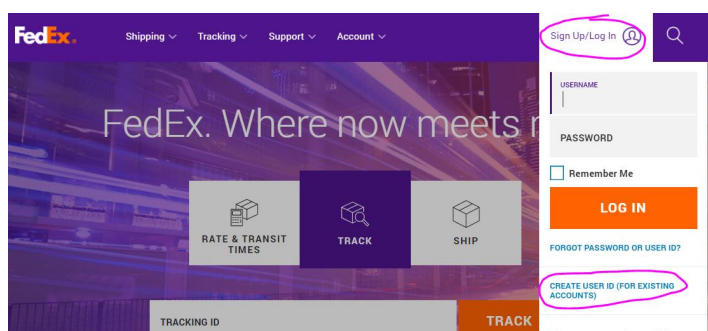 FedEx.
Shipping
Tracking
Support
Account
Sign Up/Log In
FedEx. Where now meets
USERNAME
PASSWORD
Remember Me
LOG IN
FORGOT PASSWORD OR USER ID?
CREATE USER ID (FOR EXISTING
ACCOUNTS)
RATE & TRANSIT
TIMES
TRACK
SHIP
TRACKING ID
TRACK